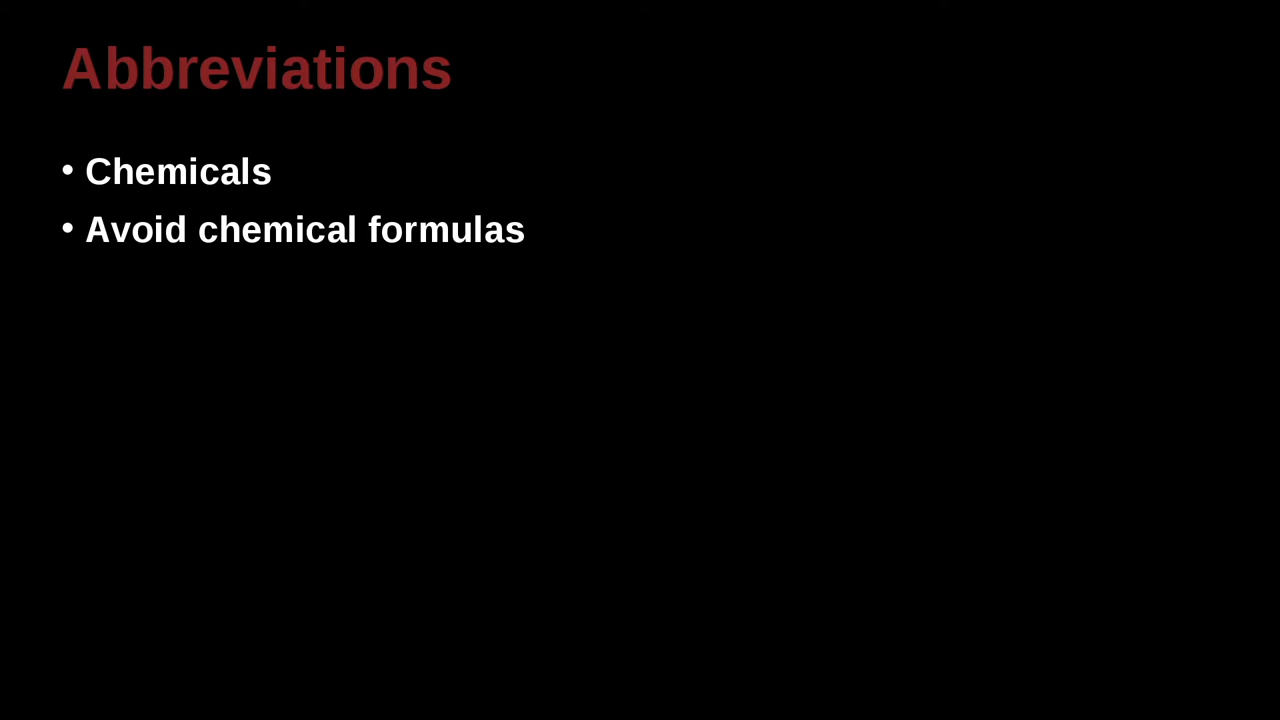 Abbreviations
• Chemicals
• Avoid chemical formulas